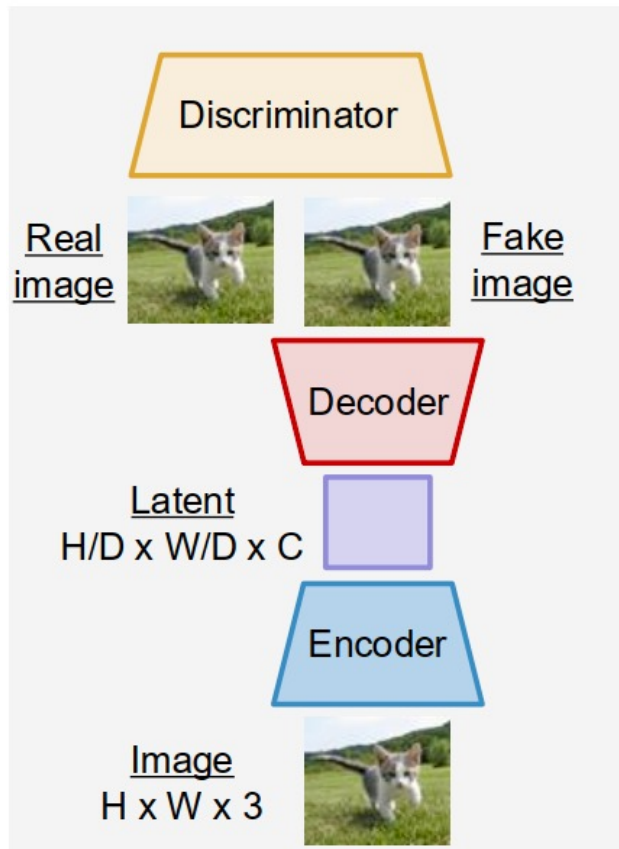 Discriminator
Real
image
Fake
image
Decoder
Latent
H/D x W/D x C
Encoder
Image
H x W x 3